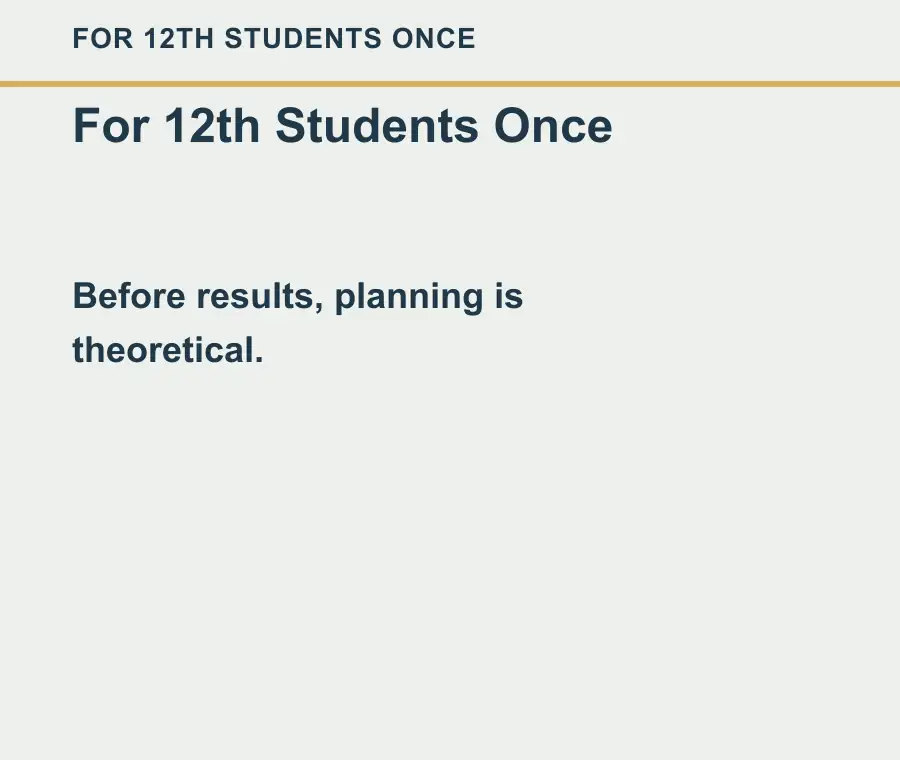 FOR 12TH STUDENTS ONCE
For 12th Students Once
Before results, planning is
theoretical.